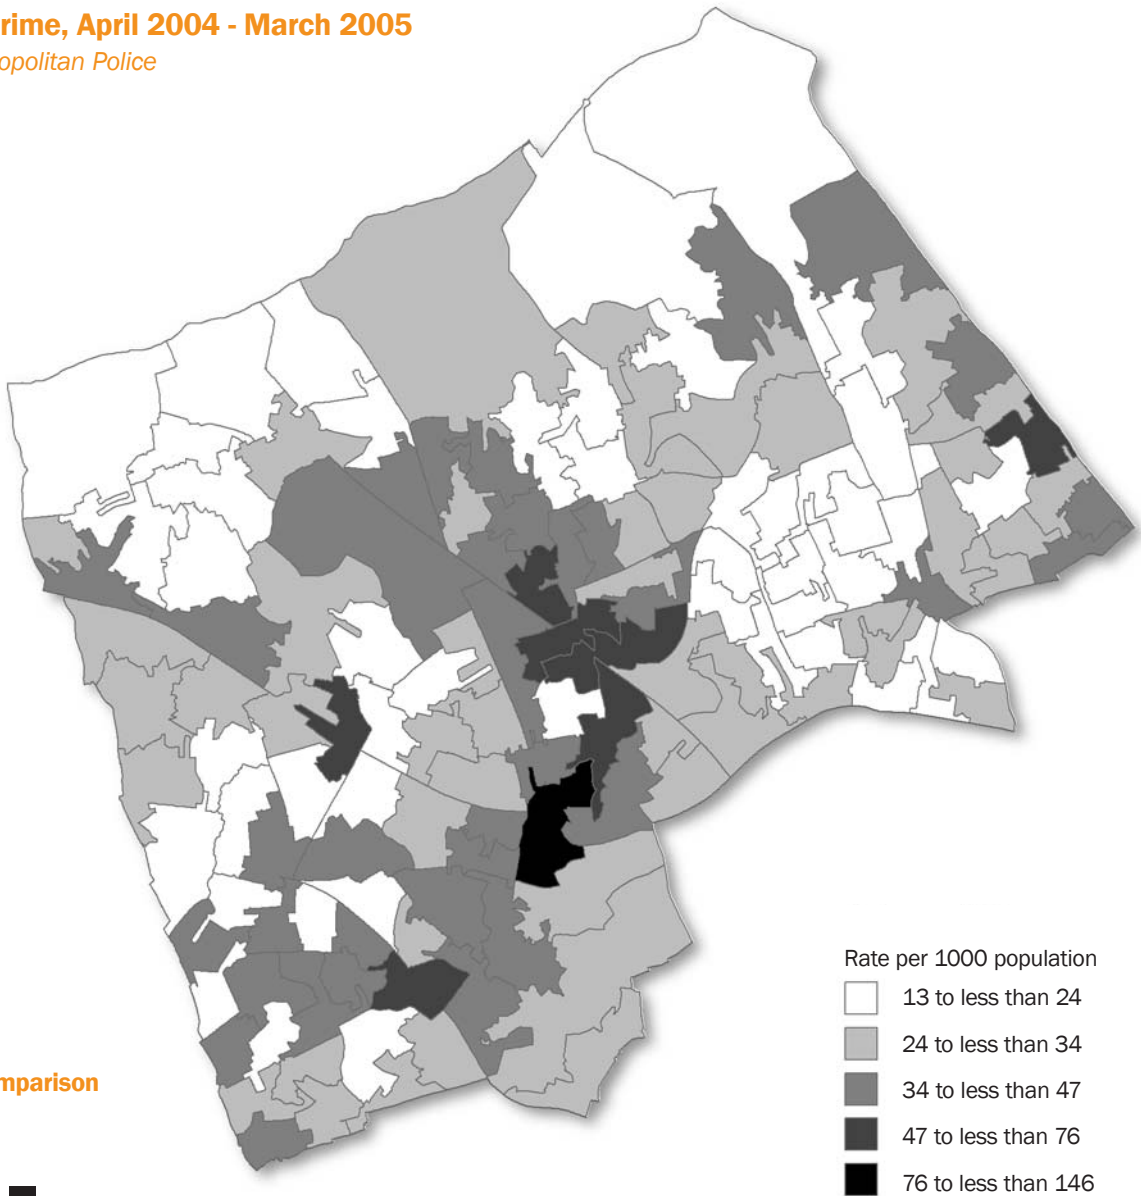 rime, April 2004 - March 2005
opolitan Police
Rate per 1000 population
13 to less than 24
24 to less than 34
34 to less than 47
47 to less than 76
76 to less than 146
mparison